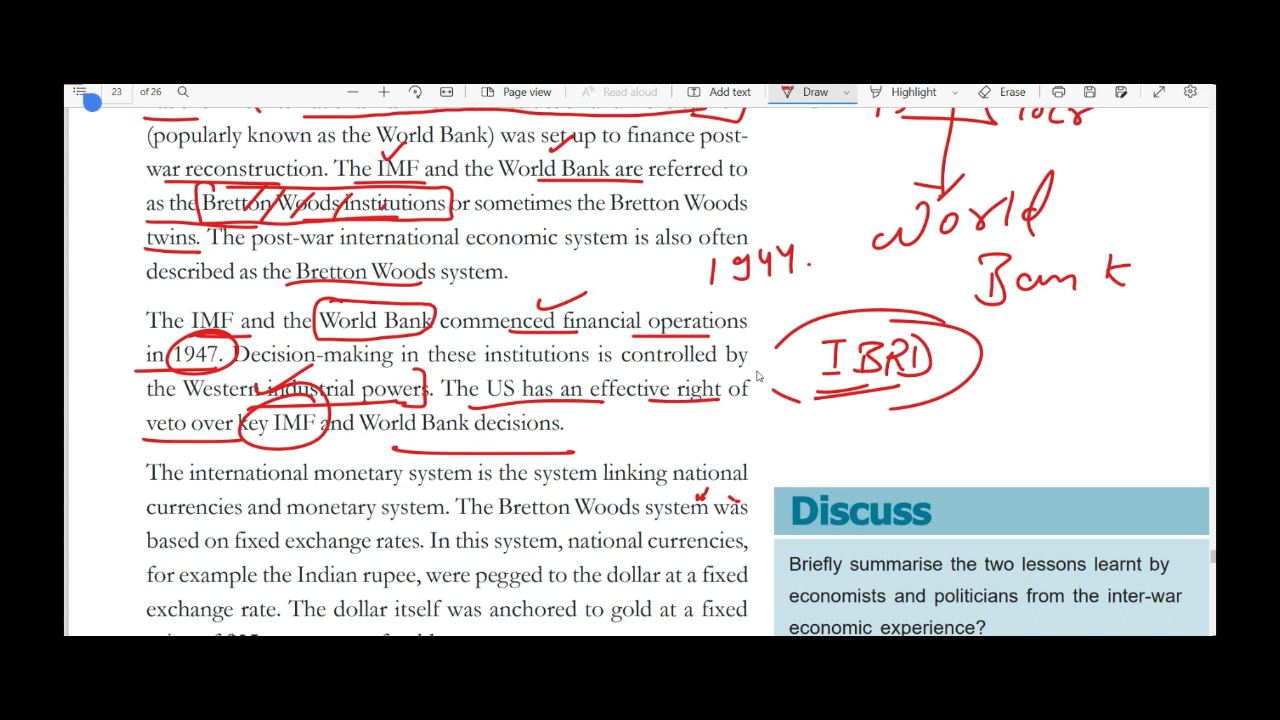 23 of 26
Page view
Read aloud
Add text
Draw
Highlight
Erase
(popularly known as the World Bank) was set up to finance post-
war reconstruction. The IMF and the World Bank are referred to
as the Bretton Woods institutions or sometimes the Bretton Woods
twins. The post-war international economic system is also often
described as the Bretton Woods system.
The IMF and the World Bank commenced financial operations
in 1947. Decision-making in these institutions is controlled by
the Western industrial powers. The US has an effective right of
veto over key IMF and World Bank decisions.
The international monetary system is the system linking national
currencies and monetary system. The Bretton Woods system was
based on fixed exchange rates. In this system, national currencies,
for example the Indian rupee, were pegged to the dollar at a fixed
exchange rate. The dollar itself was anchored to gold at a fixed
World
Bank
1944.
IBRD
Discuss
Briefly summarise the two lessons learnt by
economists and politicians from the inter-war
economic experience?